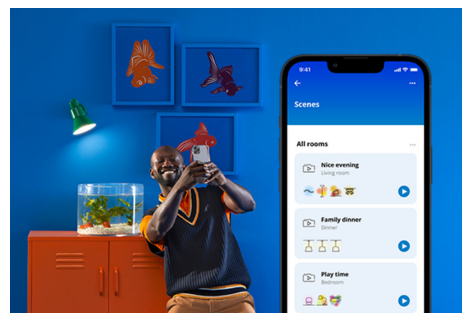 9:41
Scenes
All rooms
Nice evening
Living room
Family dinner
Dinner
Play time
Bedroom